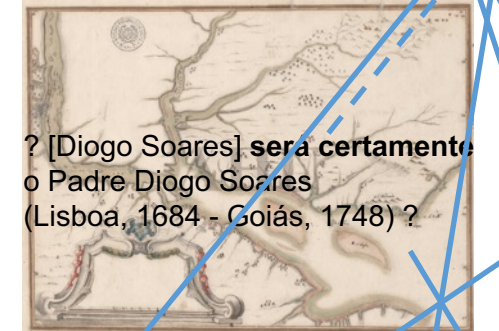 ? [Diogo Soares] será certamente
o Padre Diogo Soares
(Lisboa, 1684 - Goiás, 1748) ?